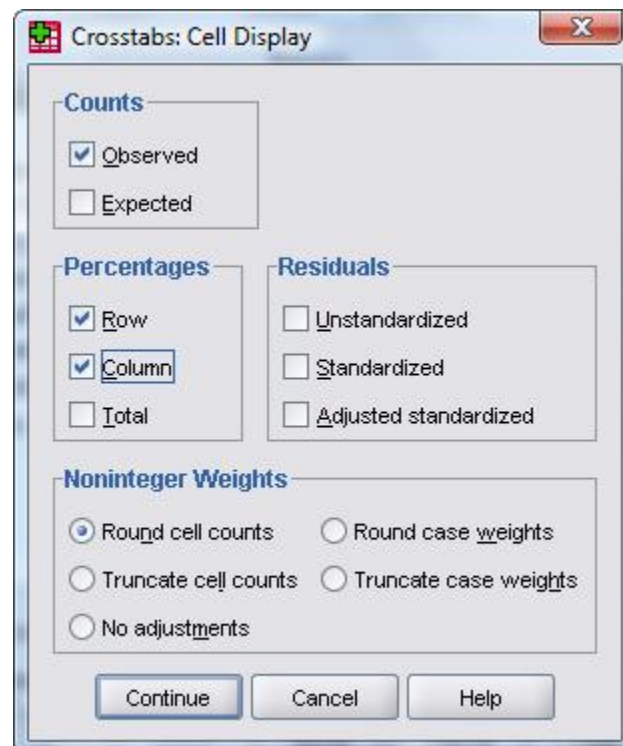 Crosstabs: Cell Display
Counts
Observed
Expected
Percentages
Row
Column
Total
Residuals
Unstandardized
Standardized
Adjusted standardized
Noninteger Weights
Round cell counts
Round case weights
Truncate cell counts
Truncate case weights
No adjustments
Continue
Cancel
Help